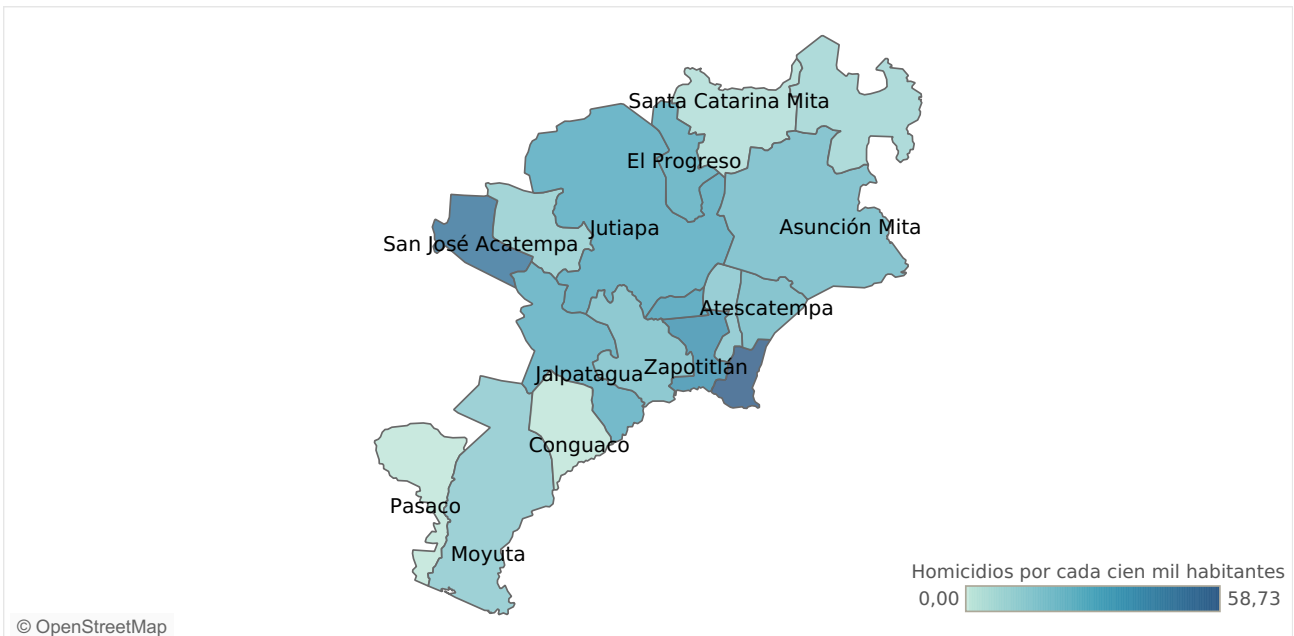 Santa Catarina Mita
El Progreso
Jutiapa
Asunción Mita
San José Acatempa
Atescatempa
Zapotitlán
Jalpatagua
Conguaco
Pasaco
Moyuta
Homicidios por cada cien mil habitantes
0,00
58,73
© OpenStreetMap